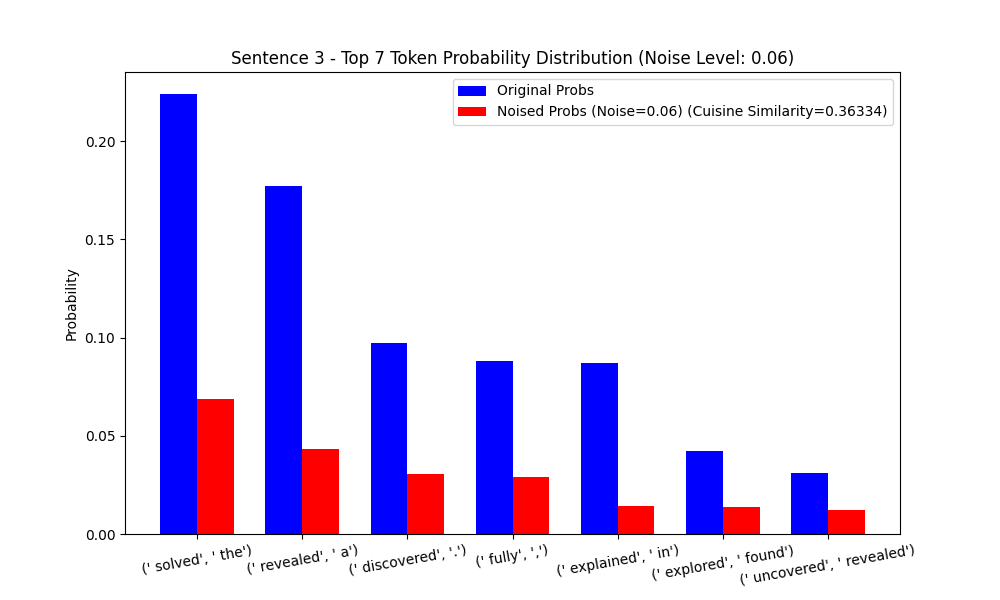 Sentence 3 - Top 7 Token Probability Distribution (Noise Level: 0.06)
Original Probs
Noised Probs (Noise=0.06) (Cuisine Similarity=0.36334)
Probability
0.20
0.15
0.10
0.05
0.00
(' solved', ' the')
(' revealed', ' a')
(' discovered', '.')
(' fully', ',')
(' explained', ' in')
(' explored', ' found')
(' uncovered', ' revealed')